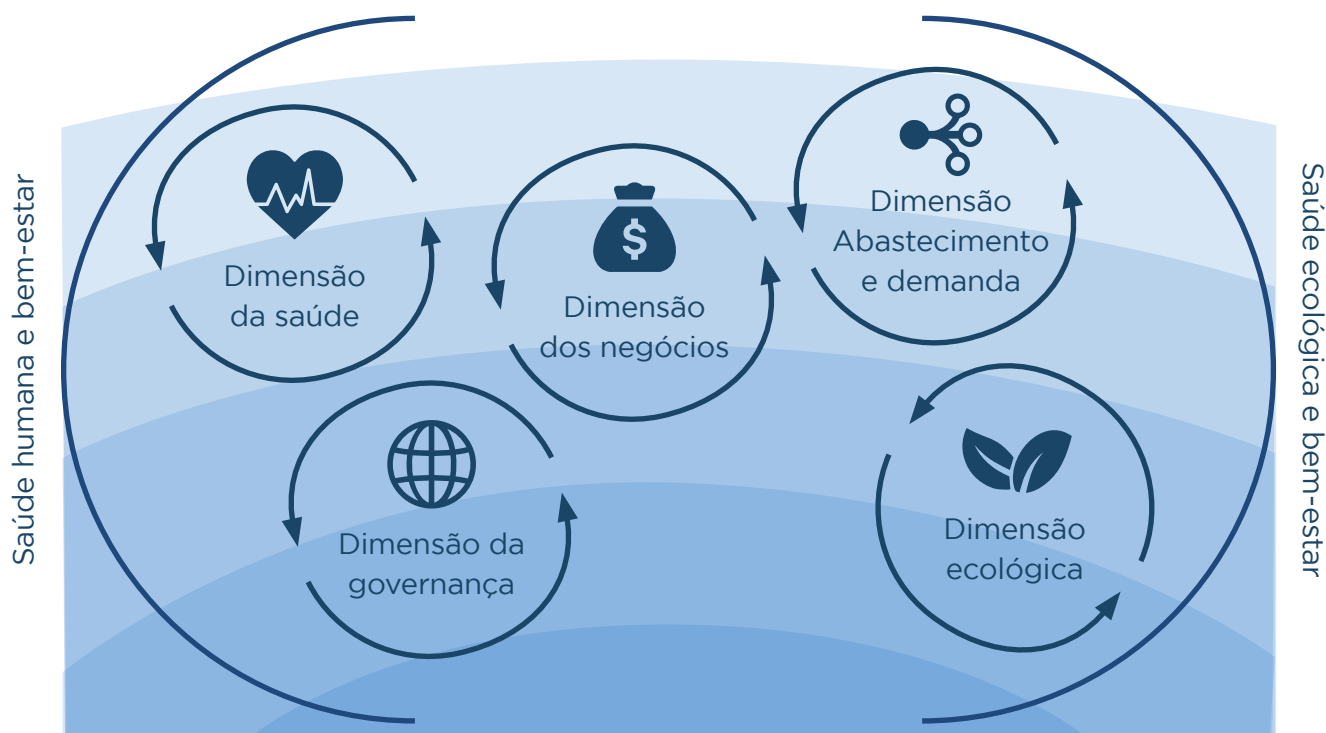 Saúde humana e bem-estar
Dimensão
da saúde
$
Dimensão
dos negócios
Dimensão
Abastecimento
e demanda
Dimensão da
governança
Dimensão
ecológica
Saúde ecológica e bem-estar